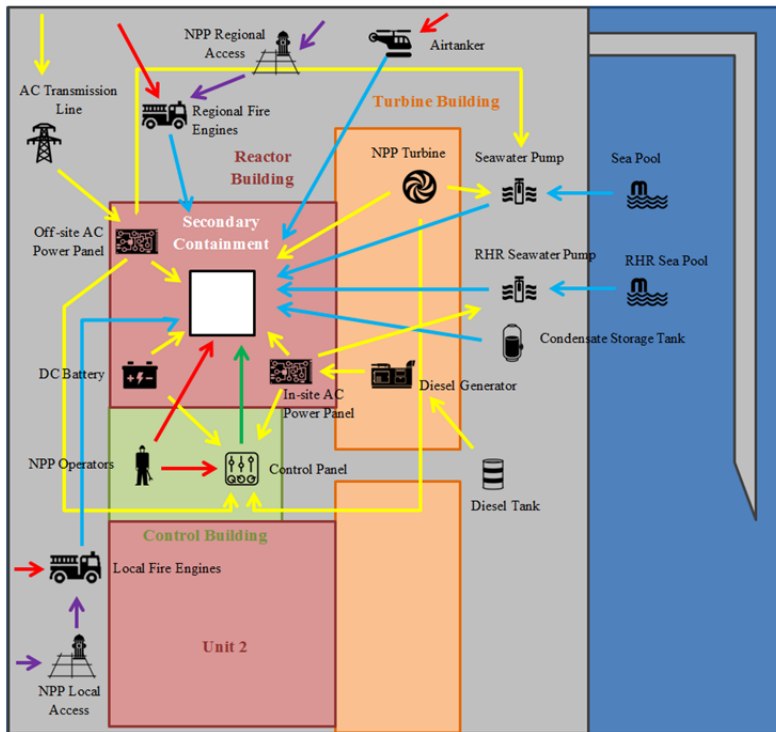 NPP Regional
Access
Airtanker
AC Transmission
Line
Regional Fire
Engines
Turbine Building
Reactor
Building
NPP Turbine
Seawater Pump
Sea Pool
Secondary
Containment
Off-site AC
Power Panel
RHR Seawater Pump
RHR Sea Pool
Condensate Storage Tank
DC Battery
In-site AC
Power Panel
Diesel Generator
NPP Operators
Control Panel
Diesel Tank
Control Building
Local Fire Engines
Unit 2
NPP Local
Access